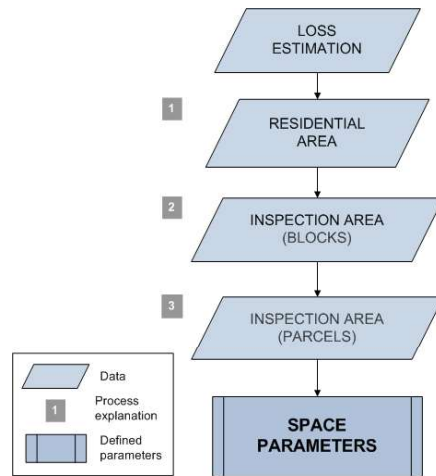 LOSS
ESTIMATION
1
RESIDENTIAL
AREA
2
INSPECTION AREA
(BLOCKS)
3
INSPECTION AREA
(PARCELS)
SPACE
PARAMETERS
Data
1
Process
explanation
Defined
parameters